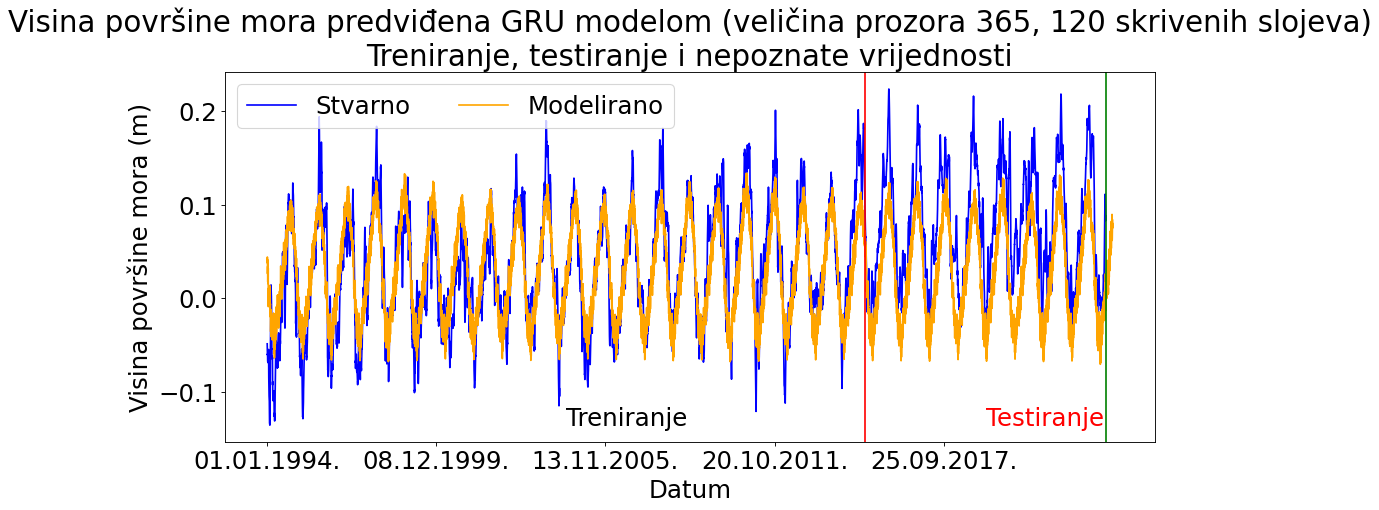 Visina površine mora predviđena GRU modelom (veličina prozora 365, 120 skrivenih slojeva)
Treniranje, testiranje i nepoznate vrijednosti
Stvarno
Modelirano
Visina površine mora (m)
0.2
0.1
0.0
−0.1
Treniranje
Testiranje
01.01.1994.
08.12.1999.
13.11.2005.
20.10.2011.
25.09.2017.
Datum